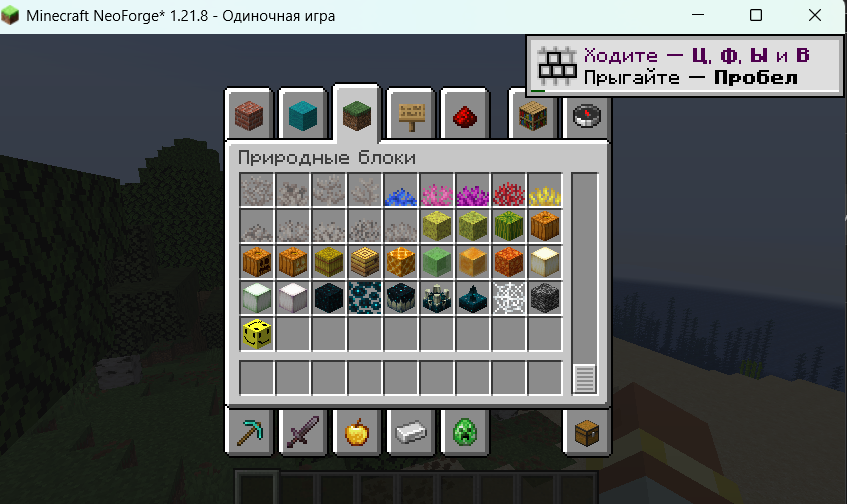 Minecraft NeoForge* 1.21.8 - Одиночная игра
Ходите — Ц, Ф, Ы и В
Прыгайте — Пробел
Природные блоки